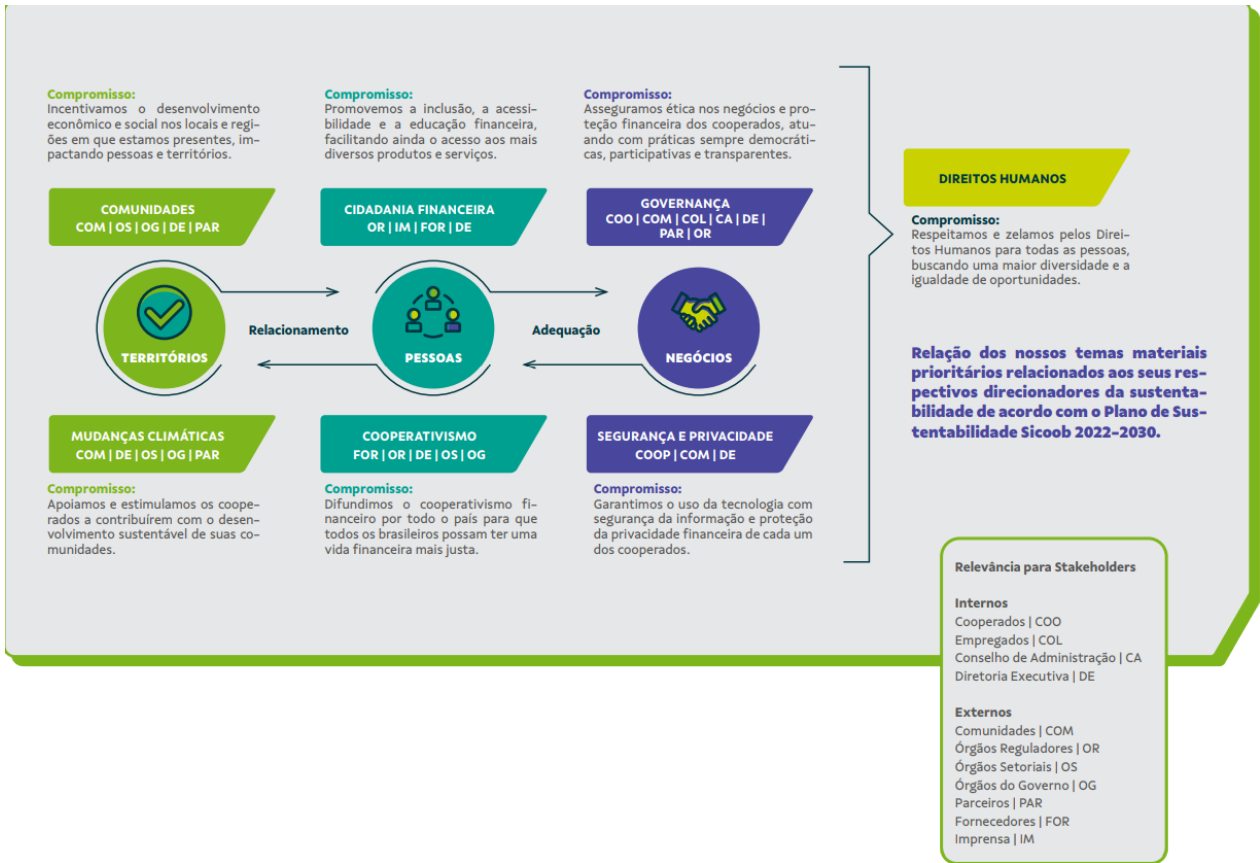 Compromisso:
Incentivamos o desenvolvimento
econômico e social nos locais e regi-
ões em que estamos presentes, im-
pactando pessoas e territórios.
Compromisso:
Promovemos a inclusão, a acessi-
bilidade e a educação financeira,
facilitando ainda o acesso aos mais
diversos produtos e serviços.
Compromisso:
Asseguramos ética nos negócios e pro-
teção financeira dos cooperados, atu-
ando com práticas sempre democráti-
cas, participativas e transparentes.
COMUNIDADES
COM | OS | OG | DE | PAR
CIDADANIA FINANCEIRA
OR | IM | FOR | DE
GOVERNANÇA
COO | COM | COL | CA | DE |
PAR | OR
TERRITÓRIOS
Relacionamento
PESSOAS
Adequação
NEGÓCIOS
MUDANÇAS CLIMÁTICAS
COM | DE | OS | OG | PAR
COOPERATIVISMO
FOR | OR | DE | OS | OG
SEGURANÇA E PRIVACIDADE
COOP | COM | DE
Compromisso:
Apoiamos e estimulamos os coope-
rados a contribuírem com o desen-
volvimento sustentável de suas co-
munidades.
Compromisso:
Difundimos o cooperativismo fi-
nanceiro por todo o país para que
todos os brasileiros possam ter uma
vida financeira mais justa.
Compromisso:
Garantimos o uso da tecnologia com
segurança da informação e proteção
da privacidade financeira de cada um
dos cooperados.
DIREITOS HUMANOS
Compromisso:
Respeitamos e zelamos pelos Direi-
tos Humanos para todas as pessoas,
buscando uma maior diversidade e a
igualdade de oportunidades.
Relação dos nossos temas materiais
prioritários relacionados aos seus res-
pectivos direcionadores da sustenta-
bilidade de acordo com o Plano de Sus-
tentabilidade Sicoob 2022-2030.
Relevância para Stakeholders
Internos
Cooperados | COO
Empregados | COL
Conselho de Administração | CA
Diretoria Executiva | DE
Externos
Comunidades | COM
Órgãos Reguladores | OR
Órgãos Setoriais | OS
Órgãos do Governo | OG
Parceiros | PAR
Fornecedores | FOR
Imprensa | IM